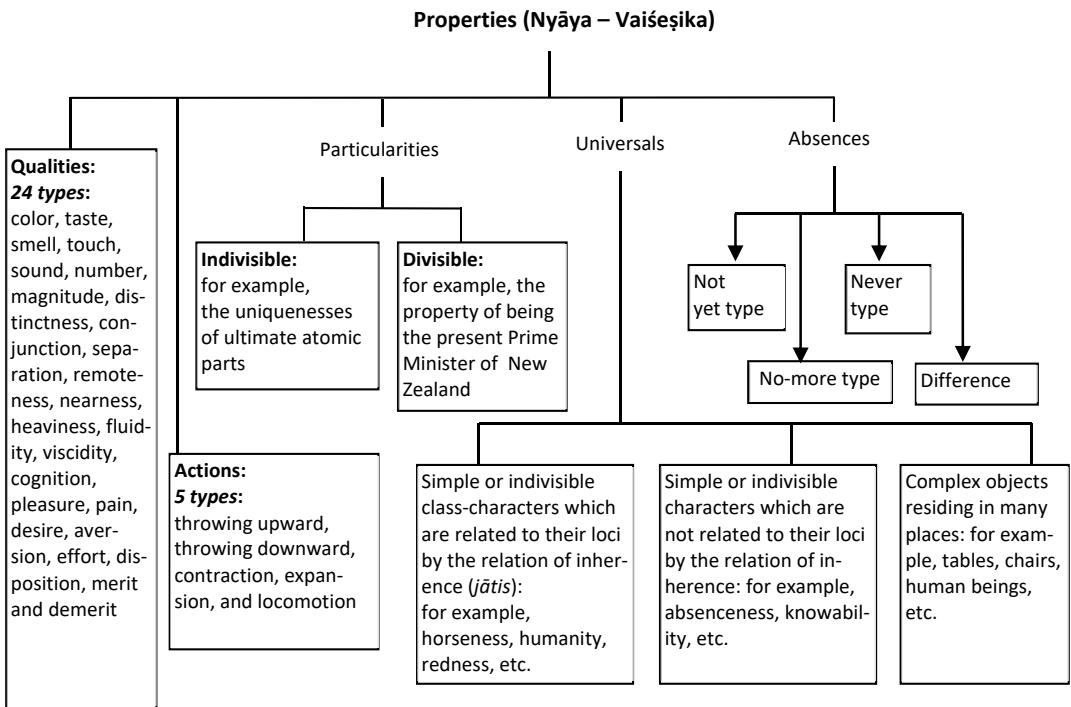 Properties (Nyāya – Vaiśeṣika)
Particularities
Universals
Absences
Qualities:
24 types:
color, taste,
smell, touch,
sound, number,
magnitude, dis-
tinctness, con-
junction, sepa-
ration, remote-
ness, nearness,
heaviness, fluid-
ity, viscidity,
cognition,
pleasure, pain,
desire, aver-
sion, effort, dis-
position, merit
and demerit
Indivisible:
for example,
the uniquenesses
of ultimate atomic
parts
Divisible:
for example, the
property of being
the present Prime
Minister of New
Zealand
Not
yet type
Never
type
No-more type
Difference
Actions:
5 types:
throwing upward,
throwing downward,
contraction, expan-
sion, and locomotion
Simple or indivisible
class-characters which
are related to their loci
by the relation of inher-
ence (jātis):
for example,
horseness, humanity,
redness, etc.
Simple or indivisible
characters which are
not related to their loci
by the relation of in-
herence: for example,
absenceness, knowabil-
ity, etc.
Complex objects
residing in many
places: for exam-
ple, tables, chairs,
human beings,
etc.